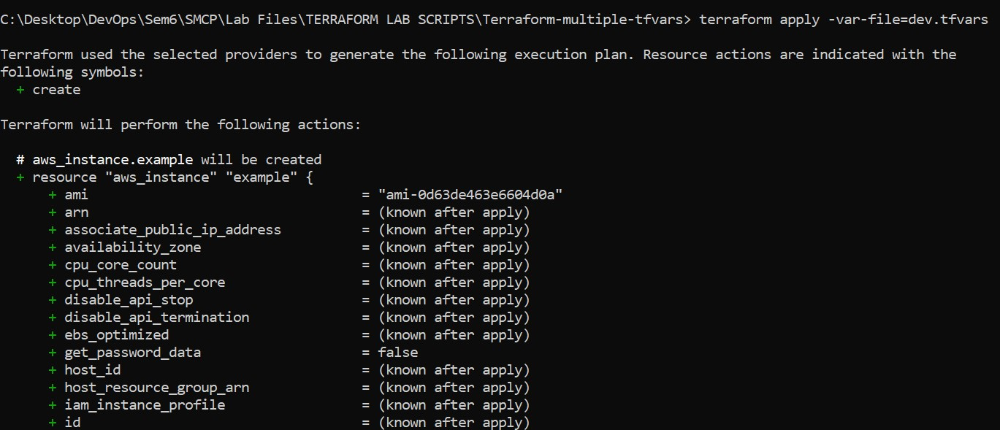 C:\Desktop\DevOps\Sem6\SMCP\Lab Files\TERRAFORM LAB SCRIPTS\Terraform-multiple-tfvars> terraform apply -var-file=dev.tfvars
Terraform used the selected providers to generate the following execution plan. Resource actions are indicated with the
following symbols:
  + create
Terraform will perform the following actions:
  # aws_instance.example will be created
  + resource "aws_instance" "example" {
      + ami                                  = "ami-0d63de463e6604d0a"
      + arn                                  = (known after apply)
      + associate_public_ip_address          = (known after apply)
      + availability_zone                    = (known after apply)
      + cpu_core_count                       = (known after apply)
      + cpu_threads_per_core                 = (known after apply)
      + disable_api_stop                     = (known after apply)
      + disable_api_termination              = (known after apply)
      + ebs_optimized                        = (known after apply)
      + get_password_data                    = false
      + host_id                              = (known after apply)
      + host_resource_group_arn              = (known after apply)
      + iam_instance_profile                 = (known after apply)
      + id                                   = (known after apply)